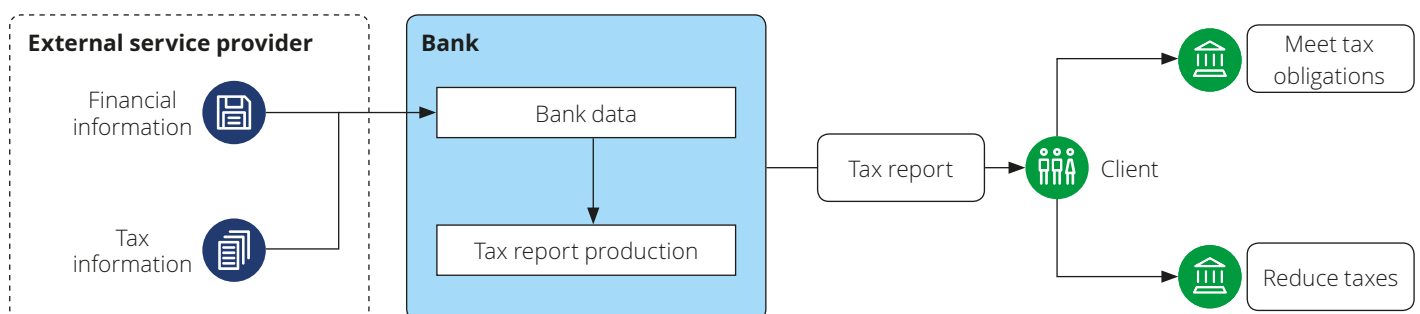 External service provider
Financial
information
Tax
information
Bank
Bank data
Tax report production
Tax report
Client
Meet tax
obligations
Reduce taxes